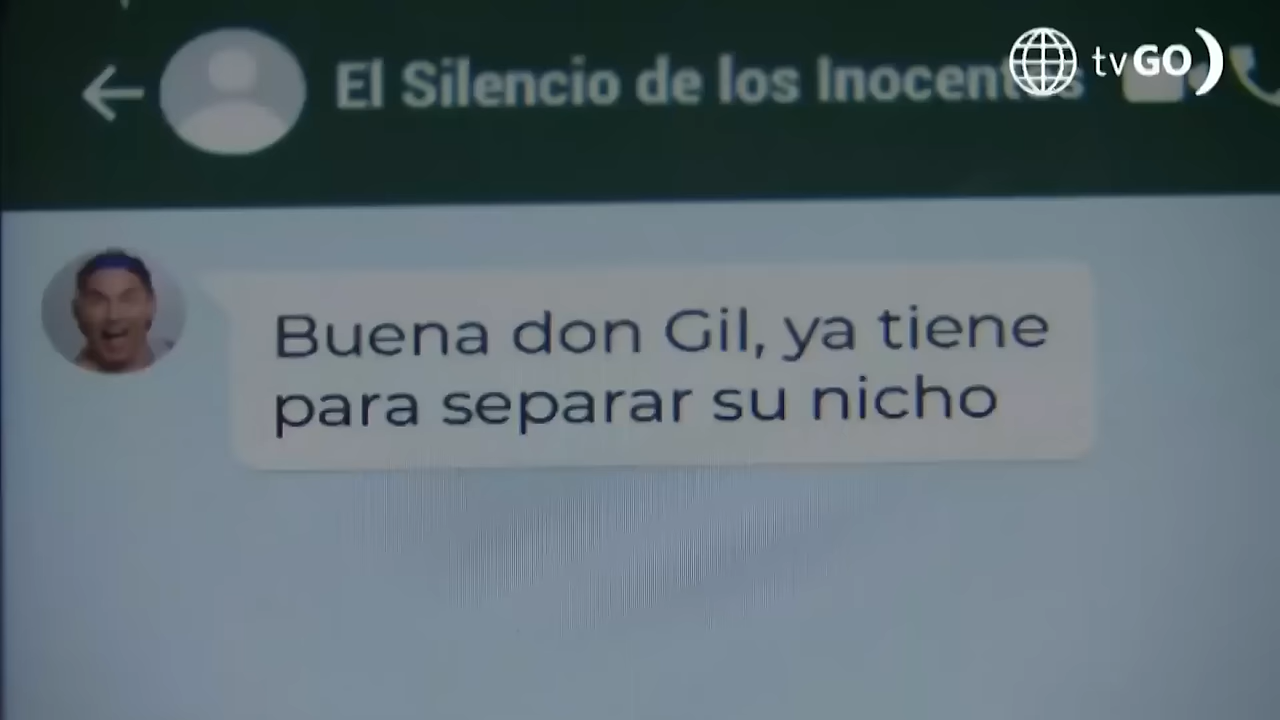 El Silencio de los Inocentes
tvGO
Buena don Gil, ya tiene
para separar su nicho